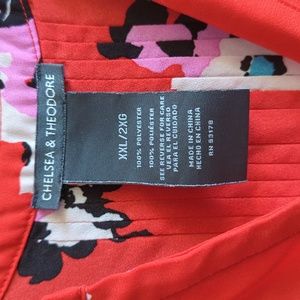 CHELSEA & THEODORE
XXL/2XG
100% POLYESTER
100% POLIÉSTER
SEE REVERSE FOR CARE
VEA EL REVERSO
PARA EL CUIDADO
MADE IN CHINA
HECHO EN CHINA
RN 53178